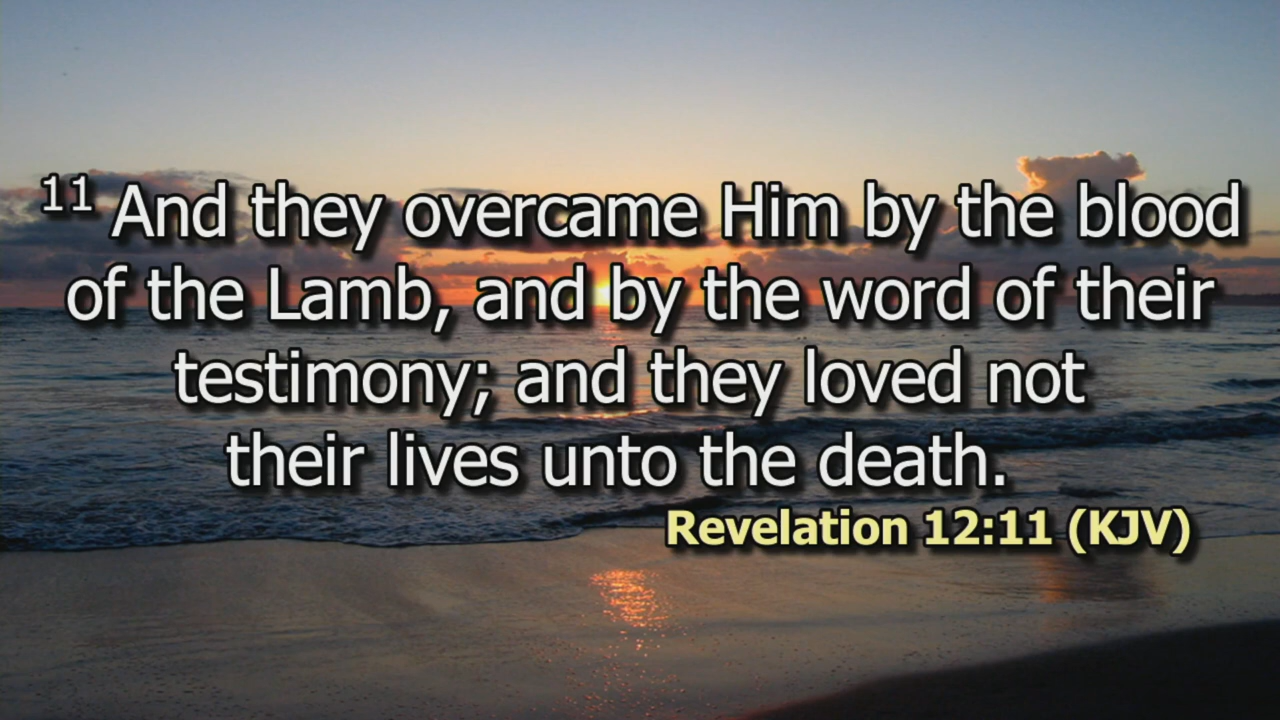 11 And they overcame Him by the blood
of the Lamb, and by the word of their
testimony; and they loved not
their lives unto the death.
Revelation 12:11 (KJV)